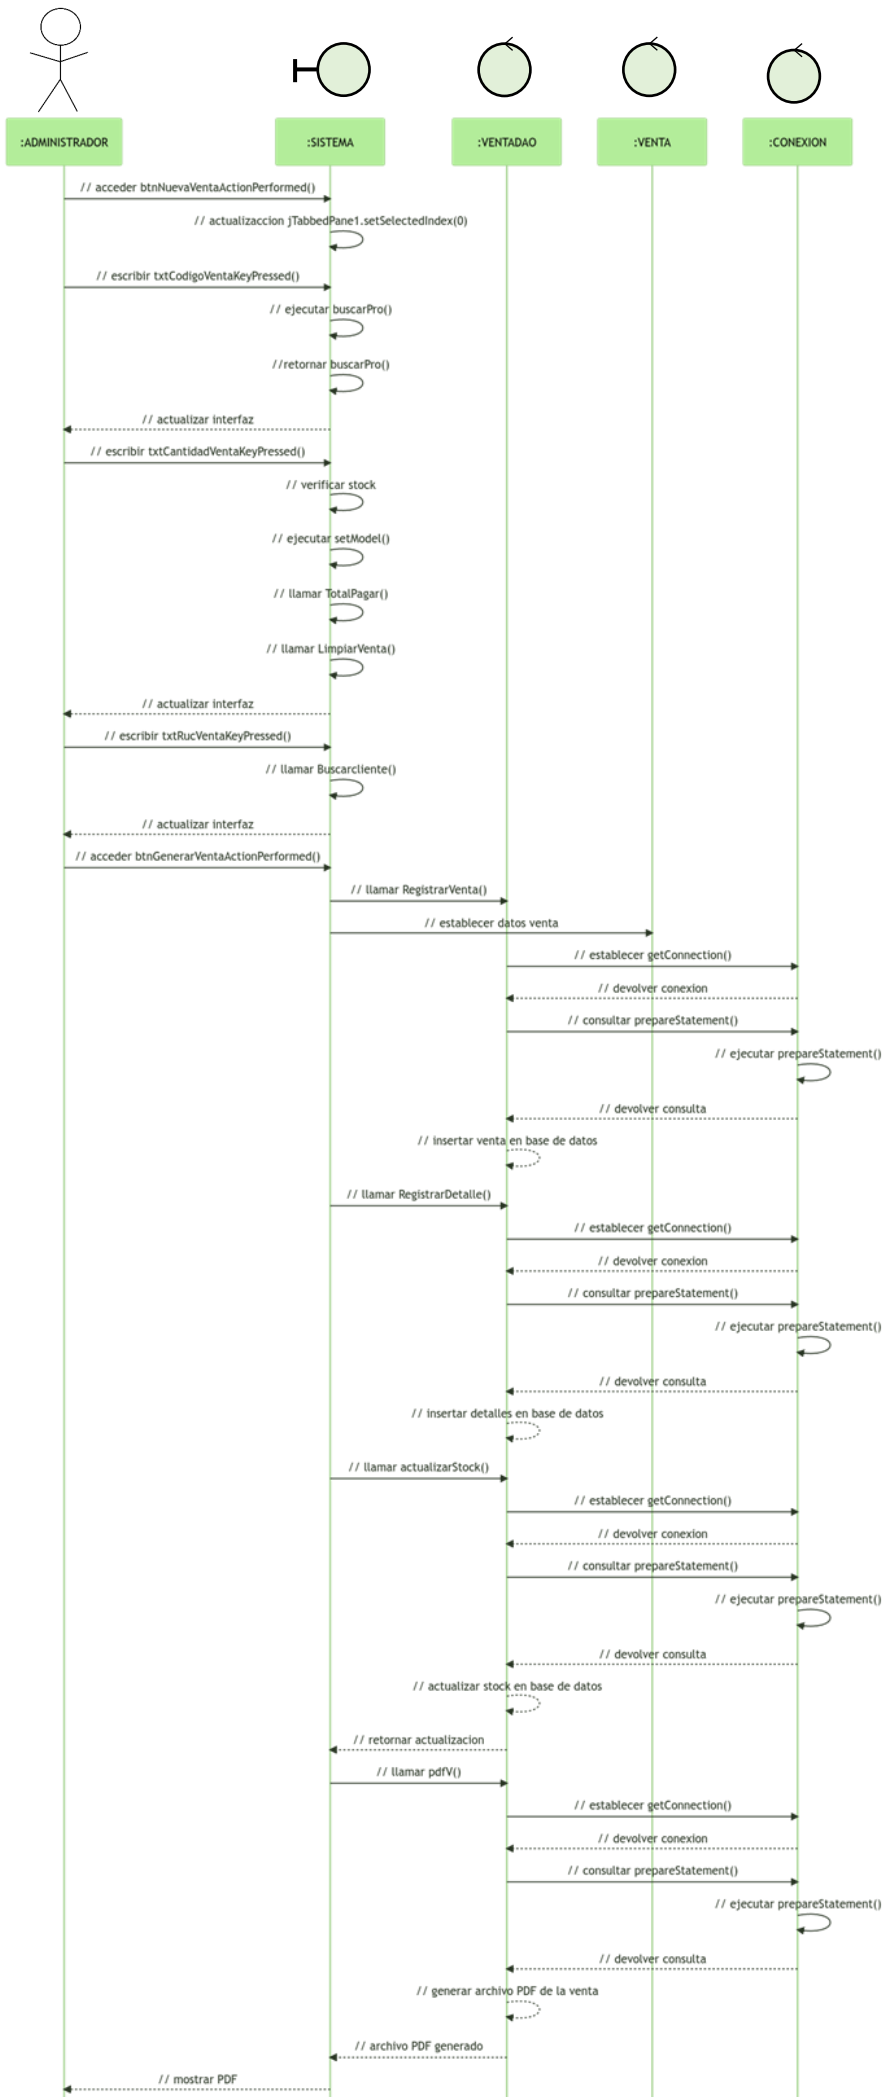 :ADMINISTRADOR
:SISTEMA
:VENTADAO
:VENTA
:CONEXION
// acceder btnNuevaVentaActionPerformed()
// actualizaccion jTabbedPane1.setSelectedIndex(0)
// escribir txtCodigoVentaKeyPressed()
// ejecutar buscarPro()
//retornar buscarPro()
// actualizar interfaz
// escribir txtCantidadVentaKeyPressed()
// verificar stock
// ejecutar setModel()
// llamar TotalPagar()
// llamar LimpiarVenta()
// actualizar interfaz
// escribir txtRucVentaKeyPressed()
// llamar Buscarcliente()
// actualizar interfaz
// acceder btnGenerarVentaActionPerformed()
// llamar RegistrarVenta()
// establecer datos venta
// establecer getConnection()
// devolver conexion
// consultar prepareStatement()
// ejecutar prepareStatement()
// devolver consulta
// insertar venta en base de datos
// llamar RegistrarDetalle()
// establecer getConnection()
// devolver conexion
// consultar prepareStatement()
// ejecutar prepareStatement()
// devolver consulta
// insertar detalles en base de datos
// llamar actualizarStock()
// establecer getConnection()
// devolver conexion
// consultar prepareStatement()
// ejecutar prepareStatement()
// devolver consulta
// actualizar stock en base de datos
// retornar actualizacion
// llamar pdfV()
// establecer getConnection()
// devolver conexion
// consultar prepareStatement()
// ejecutar prepareStatement()
// devolver consulta
// generar archivo PDF de la venta
// archivo PDF generado
// mostrar PDF